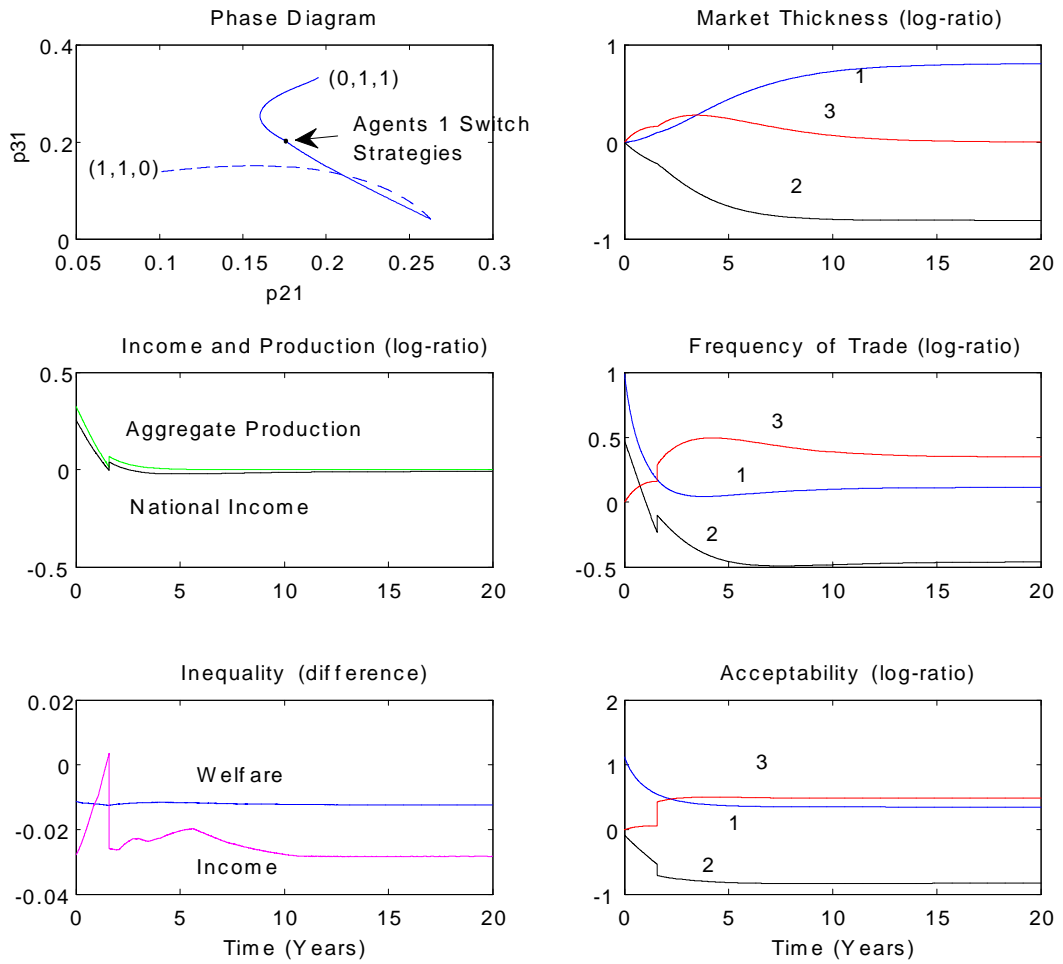 Phase Diagram
0.4
0.2
0
p31
(0,1,1)
Agents 1 Switch
Strategies
(1,1,0)
0.05 0.1 0.15 0.2 0.25 0.3
p21
Market Thickness (log-ratio)
1
0
-1
1
3
2
0 5 10 15 20
Income and Production (log-ratio)
0.5
0
-0.5
Aggregate Production
National Income
0 5 10 15 20
Frequency of Trade (log-ratio)
1
0.5
0
-0.5
3
1
2
0 5 10 15 20
Inequality (difference)
0.02
0
-0.02
-0.04
Welfare
Income
0 5 10 15 20
Time (Years)
Acceptability (log-ratio)
2
1
0
-1
3
1
2
0 5 10 15 20
Time (Years)